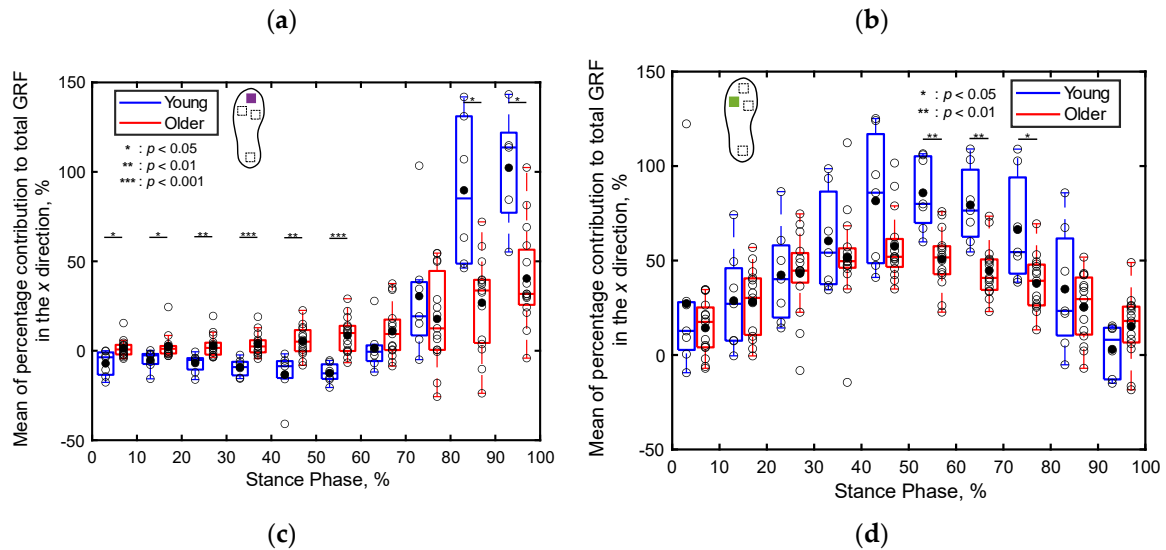 (a)
(b)
Mean of percentage contribution to total GRF
in the x direction, %
150
100
50
0
-50
Young
Older
* : p < 0.05
** : p < 0.01
*** : p < 0.001
* * ** *** ** *** * *
0 10 20 30 40 50 60 70 80 90 100
Stance Phase, %
(c)
Mean of percentage contribution to total GRF
in the x direction, %
150
100
50
0
-50
Young
Older
* : p < 0.05
** : p < 0.01
** ** *
0 10 20 30 40 50 60 70 80 90 100
Stance Phase, %
(d)